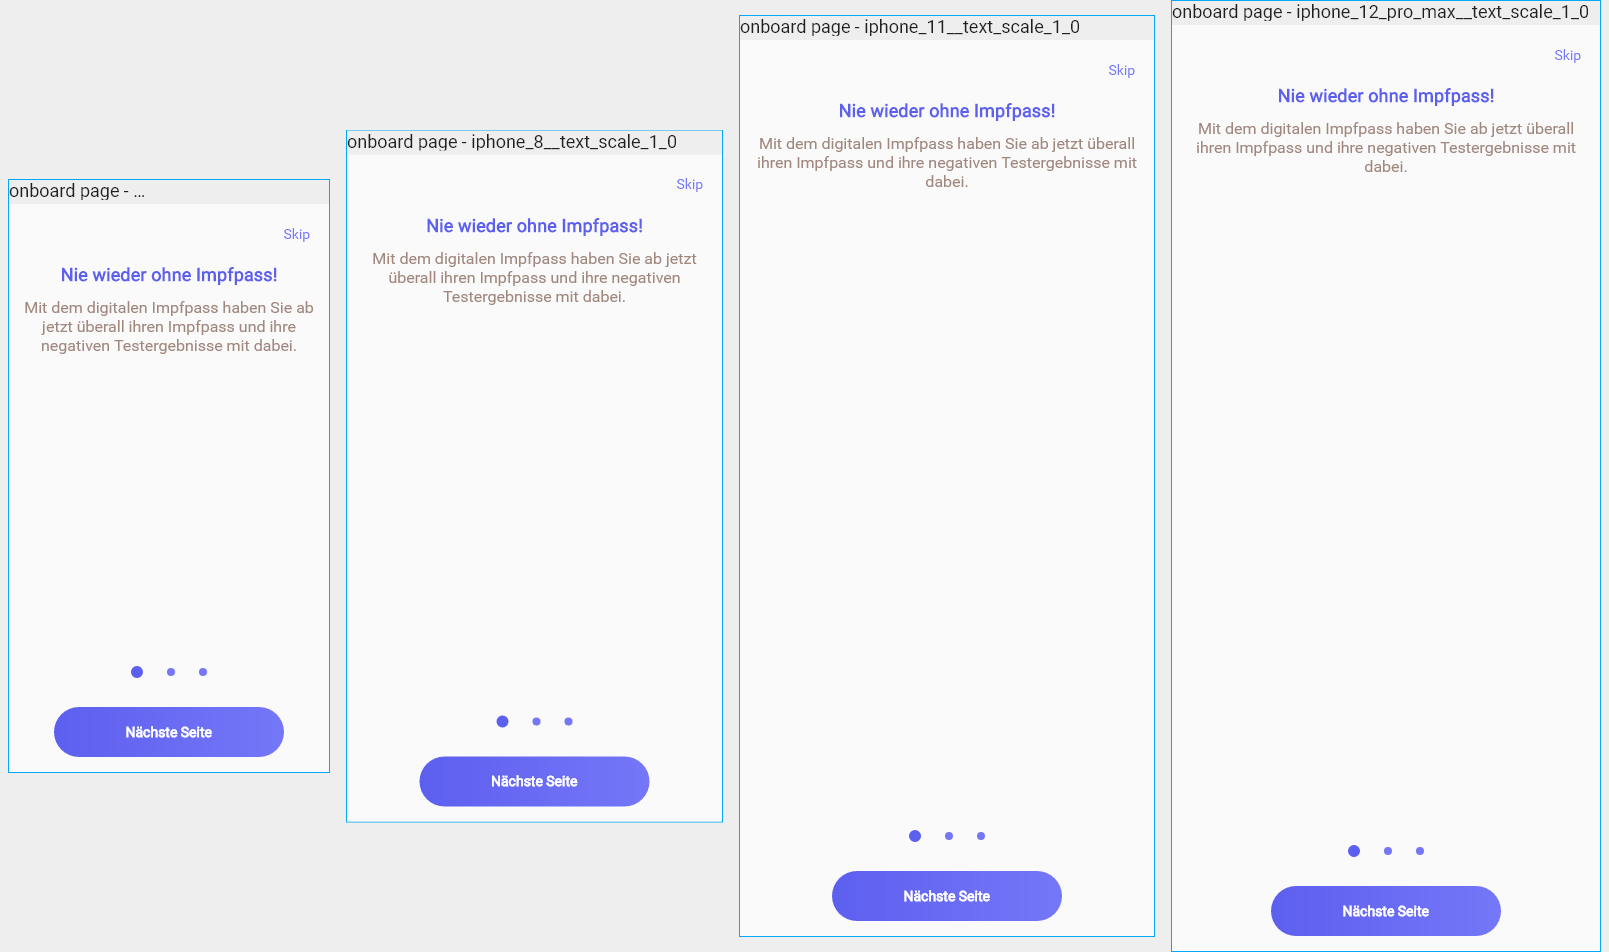 onboard page - ...
Skip
Nie wieder ohne Impfpass!
Mit dem digitalen Impfpass haben Sie ab
jetzt überall ihren Impfpass und ihre
negativen Testergebnisse mit dabei.
Nächste Seite
onboard page - iphone_8__text_scale_1_0
Skip
Nie wieder ohne Impfpass!
Mit dem digitalen Impfpass haben Sie ab jetzt
überall ihren Impfpass und ihre negativen
Testergebnisse mit dabei.
Nächste Seite
onboard page - iphone_11__text_scale_1_0
Skip
Nie wieder ohne Impfpass!
Mit dem digitalen Impfpass haben Sie ab jetzt überall
ihren Impfpass und ihre negativen Testergebnisse mit
dabei.
Nächste Seite
onboard page - iphone_12_pro_max__text_scale_1_0
Skip
Nie wieder ohne Impfpass!
Mit dem digitalen Impfpass haben Sie ab jetzt überall
ihren Impfpass und ihre negativen Testergebnisse mit
dabei.
Nächste Seite